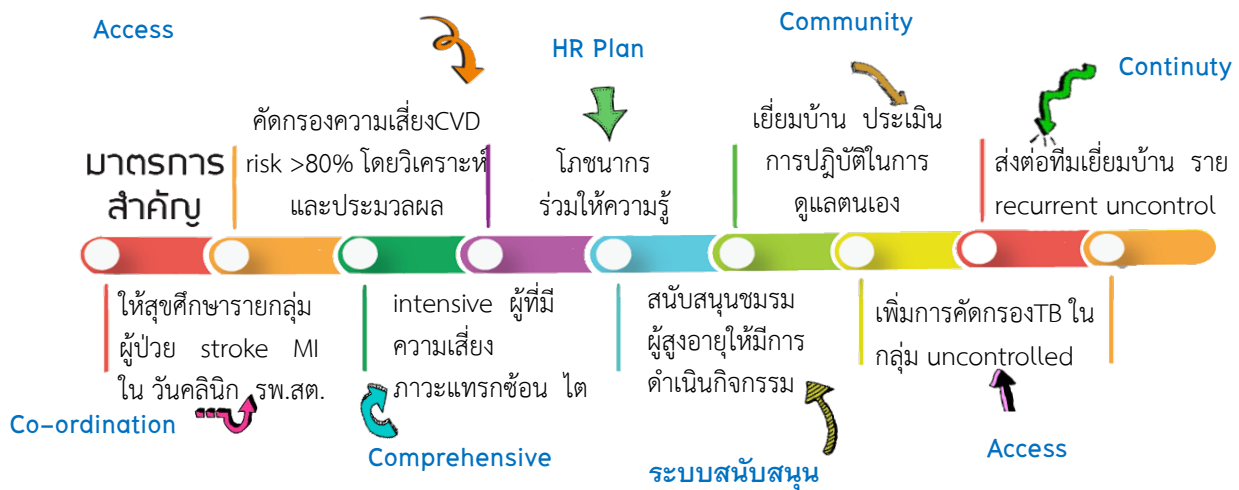 Access
HR Plan
Community
Continuty
มาตรการ
สำคัญ
คัดกรองความเสี่ยงCVD
risk >80% โดยวิเคราะห์
และประมวลผล
โภชนากร
ร่วมให้ความรู้
เยี่ยมบ้าน ประเมิน
การปฎิบัติในการ
ดูแลตนเอง
ส่งต่อทีมเยี่ยมบ้าน ราย
recurrent uncontrol
ให้สุขศึกษารายกลุ่ม
ผู้ป่วย stroke MI
ใน วันคลินิก รพ.สต.
intensive ผู้ที่มี
ความเสี่ยง
ภาวะแทรกซ้อน ไต
สนับสนุนชมรม
ผู้สูงอายุให้มีการ
ดำเนินกิจกรรม
เพิ่มการคัดกรองTB ใน
กลุ่ม uncontrolled
Co-ordination
Comprehensive
ระบบสนับสนุน
Access